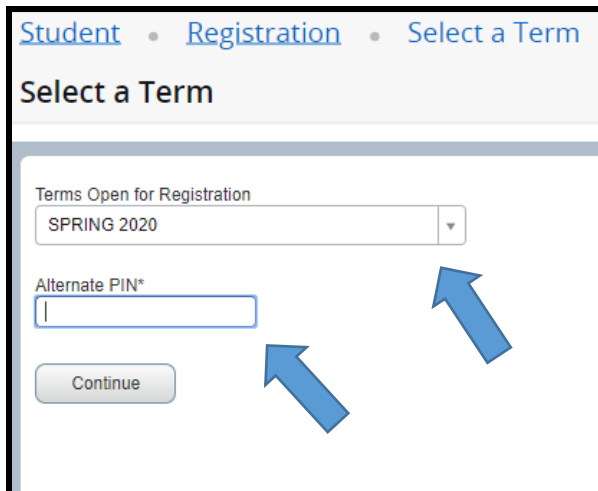 Student • Registration • Select a Term
Select a Term
Terms Open for Registration
SPRING 2020
Alternate PIN*
Continue